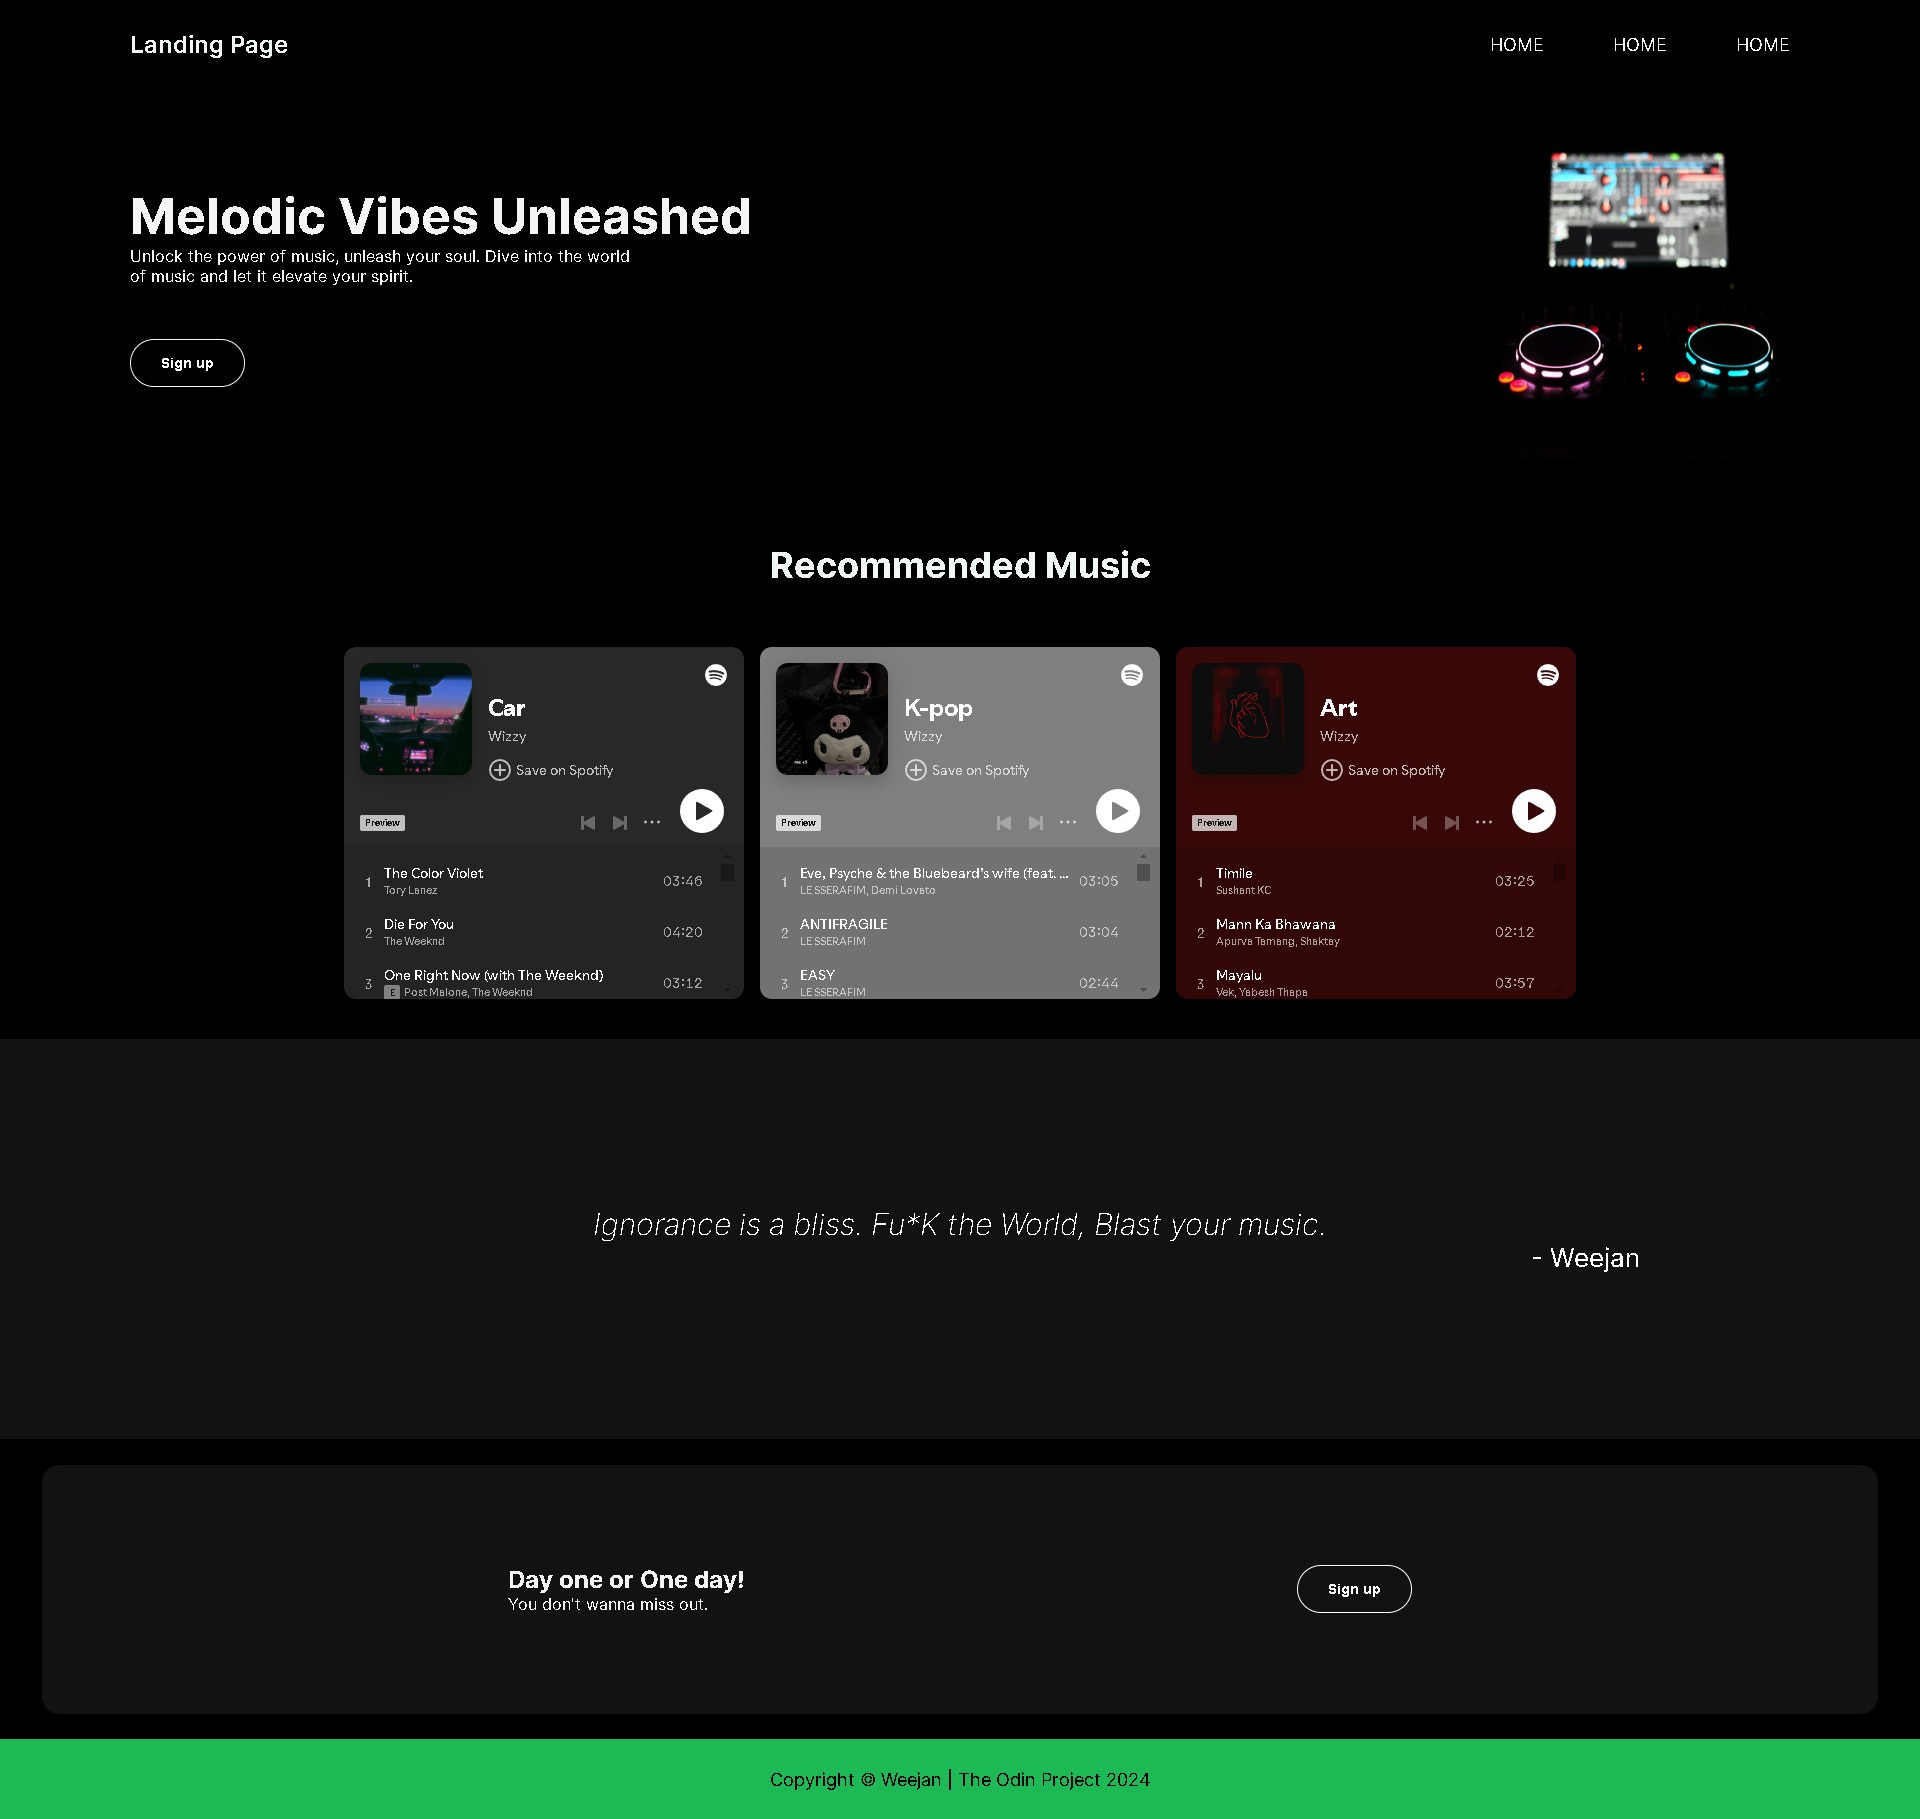 Landing Page
HOME HOME HOME
Melodic Vibes Unleashed
Unlock the power of music, unleash your soul. Dive into the world
of music and let it elevate your spirit.
Sign up
Recommended Music
Car
Wizzy
Save on Spotify
Preview
1 The Color Violet 03:46
Tory Lanez
2 Die For You 04:20
The Weeknd
3 One Right Now (with The Weeknd) 03:12
E Post Malone, The Weeknd
K-pop
Wizzy
Save on Spotify
Preview
1 Eve, Psyche & the Bluebeard's wife (feat. ... 03:05
LE SSERAFIM, Demi Lovato
2 ANTIFRAGILE 03:04
LE SSERAFIM
3 EASY 02:44
LE SSERAFIM
Art
Wizzy
Save on Spotify
Preview
1 Timile 03:25
Sushant KC
2 Mann Ka Bhawana 02:12
Apurva Tamang, Shaktay
3 Mayalu 03:57
Vek, Yabesh Thapa
Ignorance is a bliss. Fu*K the World, Blast your music.
- Weejan
Day one or One day!
You don't wanna miss out.
Sign up
Copyright © Weejan | The Odin Project 2024